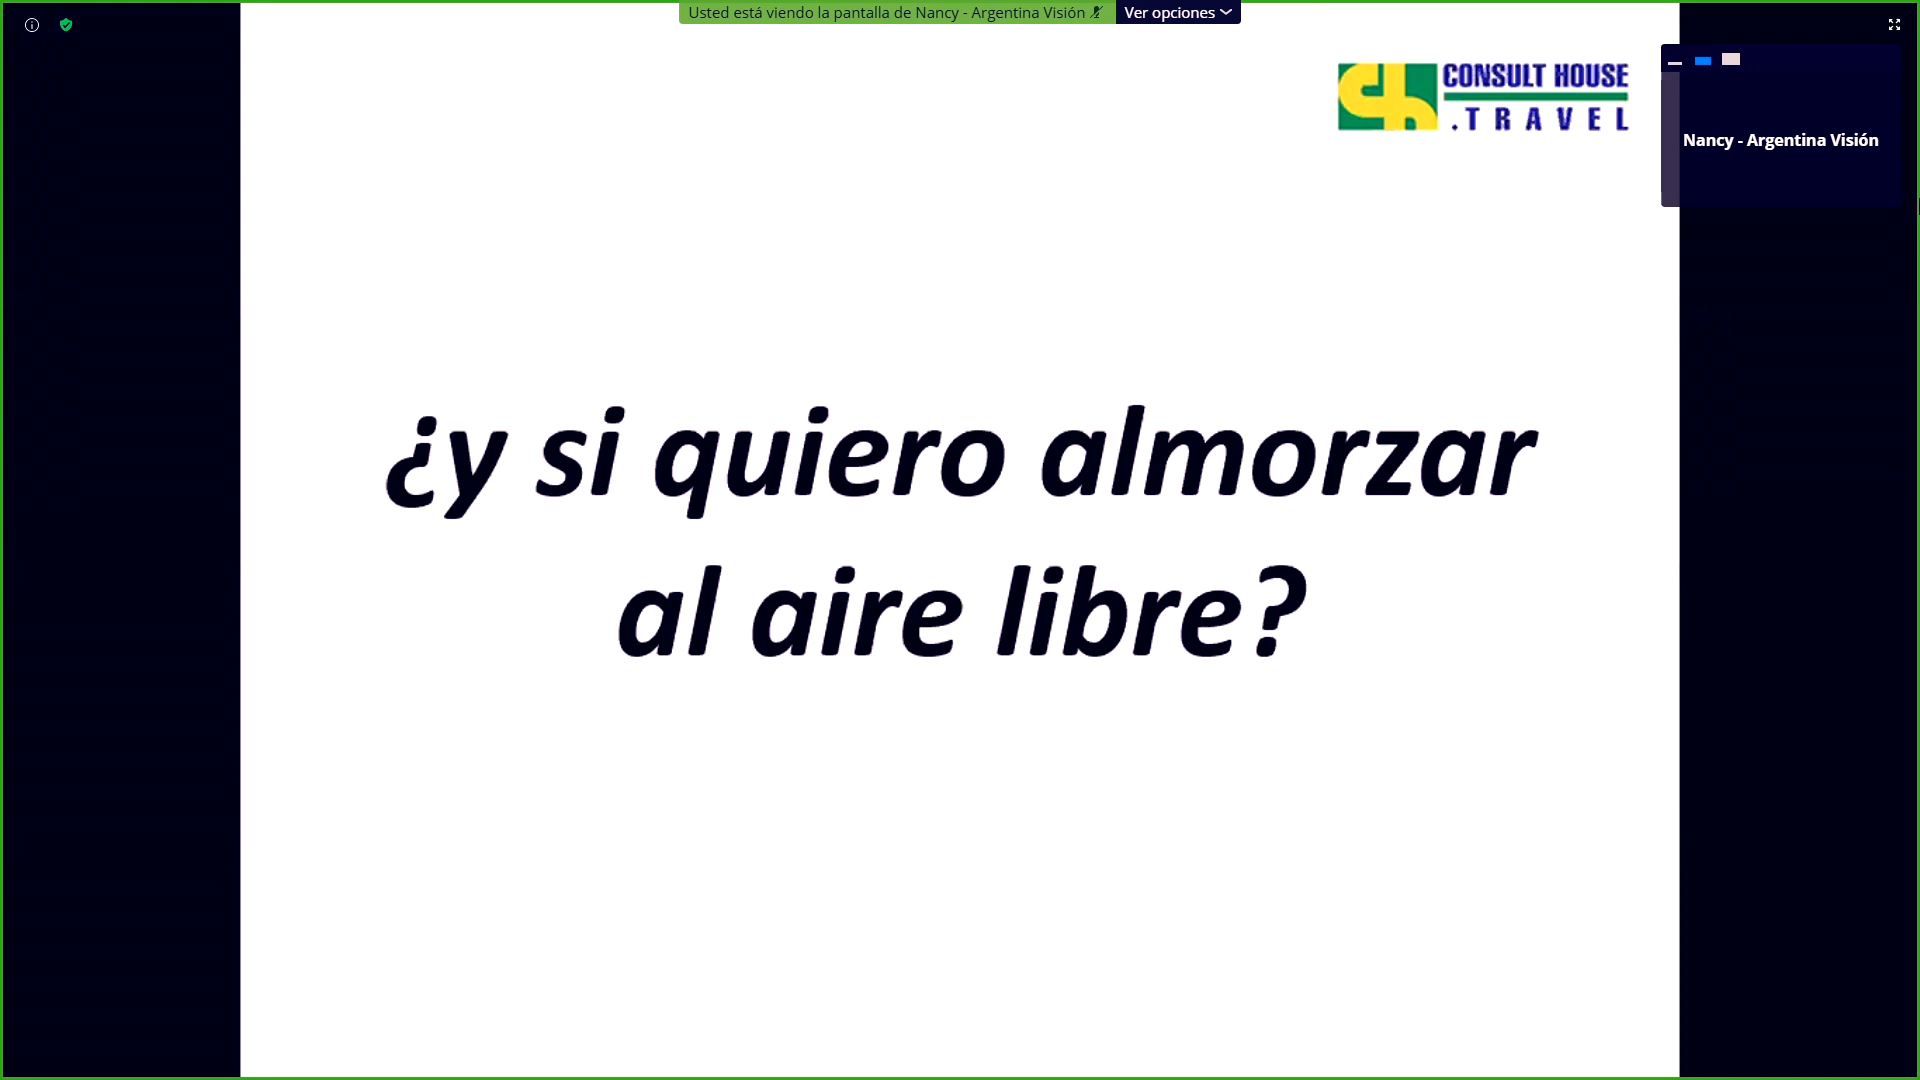 Usted está viendo la pantalla de Nancy - Argentina Visión
Ver opciones
CONSULT HOUSE
.TRAVEL
Nancy - Argentina Visión
¿y si quiero almorzar
al aire libre?